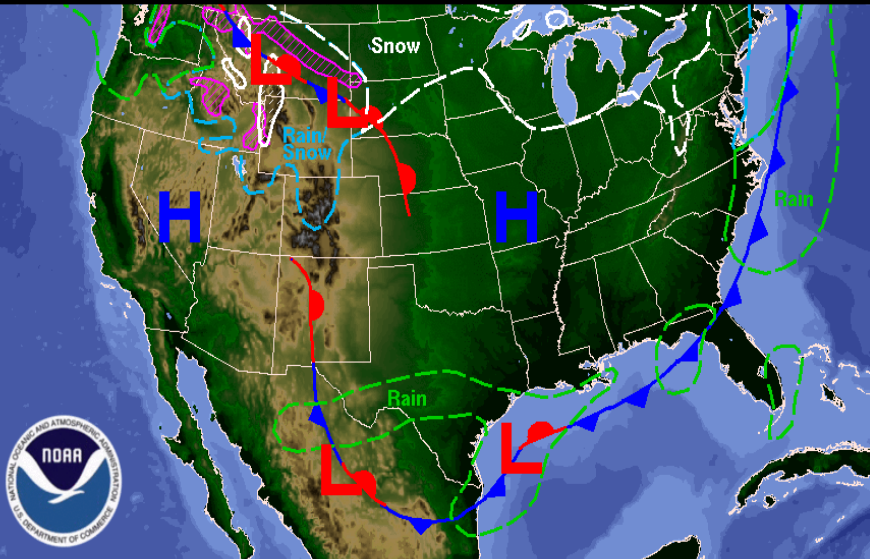 Snow
L
L
Rain/
Snow
H
H
Rain
Rain
L
L
NATIONAL OCEANIC AND ATMOSPHERIC ADMINISTRATION
NOAA
U.S. DEPARTMENT OF COMMERCE